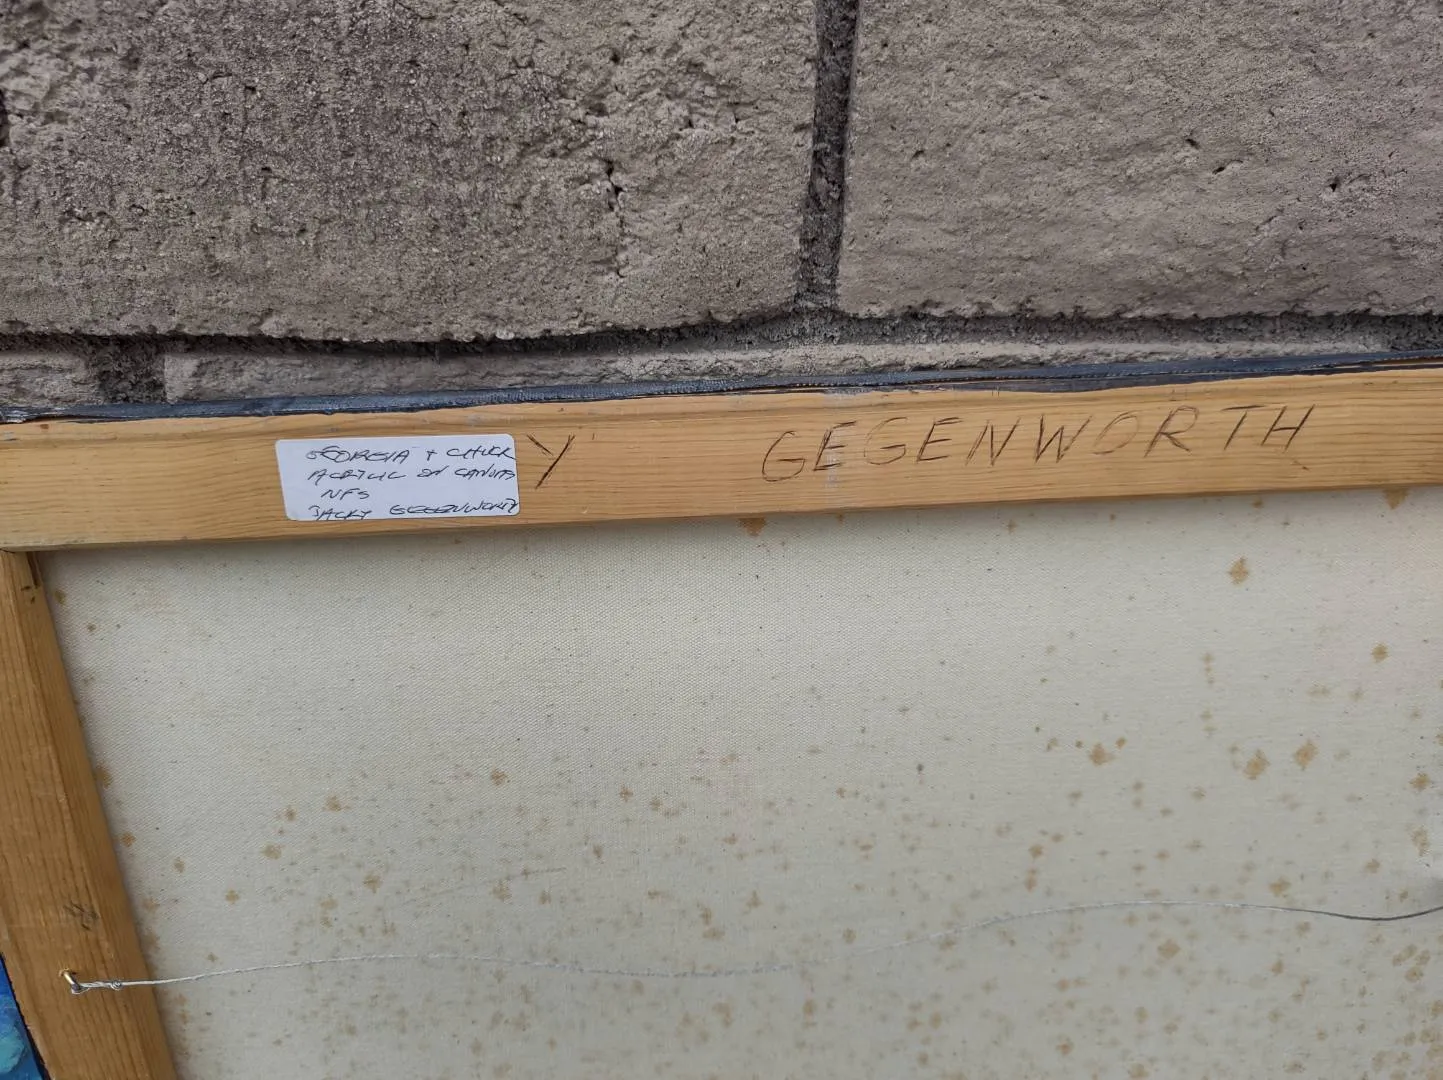 GEORGIA + CHUCK
ACRYLIC ON CANVAS
NFS
JACKY GEGENWORTH
Y GEGENWORTH